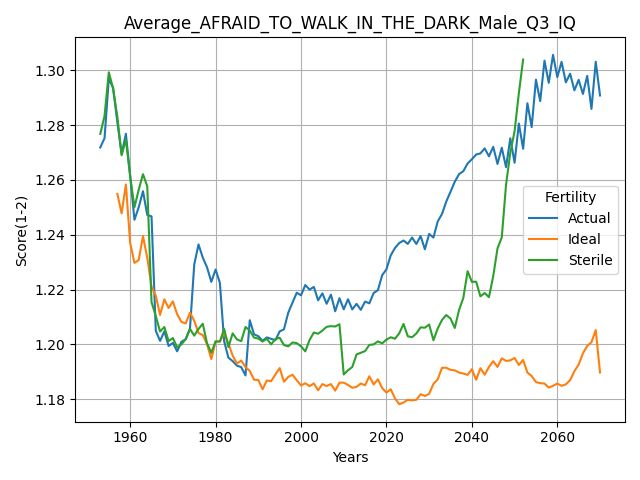 Average_AFRAID_TO_WALK_IN_THE_DARK_Male_Q3_IQ
Score(1-2)
1.30
1.28
1.26
1.24
1.22
1.20
1.18
Fertility
Actual
Ideal
Sterile
1960 1980 2000 2020 2040 2060
Years